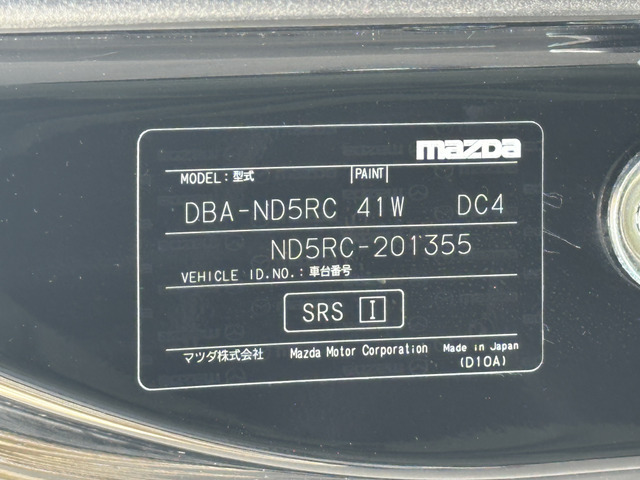 mazda
MODEL:型式 PAINT
DBA-ND5RC 41W DC4
ND5RC-201355
VEHICLE ID.NO.:車台番号
SRS I
マツダ株式会社 Mazda Motor Corporation Made in Japan
(D10A)